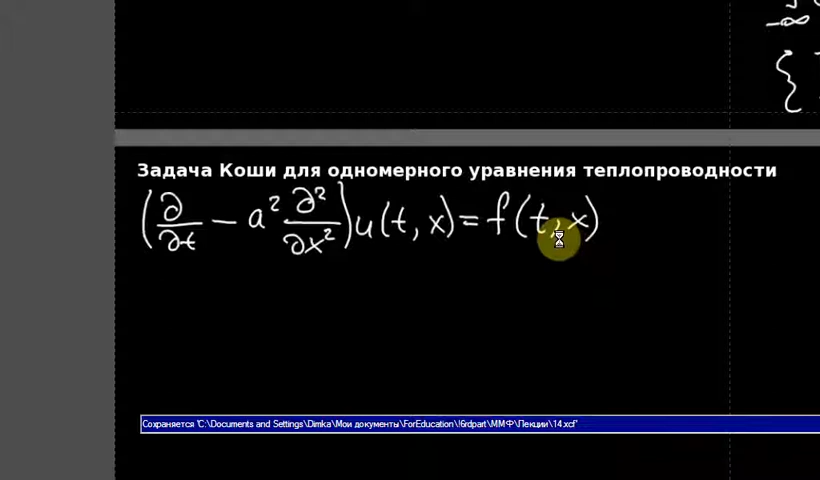 -∞
{
Задача Коши для одномерного уравнения теплопроводности
(∂/∂t - a² ∂²/∂x²) u(t, x) = f(t, x)
Сохраняется 'C:\Documents and Settings\Dimka\Мои документы\ForEducation\!6rdpart\ММФ\Лекции\14.xcf'